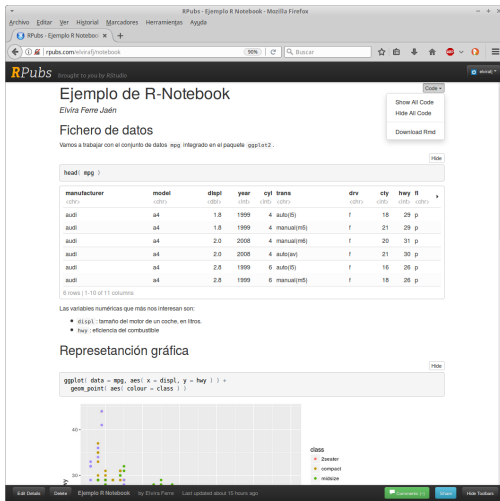 RPubs - Ejemplo R Notebook - Mozilla Firefox
Archivo Editar Ver Historial Marcadores Herramientas Ayuda
RPubs - Ejemplo R Noteboo
rpubs.com/elvirafj/notebook
90%
Buscar
RPubs brought to you by RStudio
Code
Ejemplo de R-Notebook
Show All Code
Hide All Code
Download Rmd
Elvira Fero Jaén
Fichero de datos
Vamos a trabajar con el conjunto de datos mpg integrado en el paquete ggplot2 .
Hide
head( mpg )
manufacturer model displ year cyl trans drv cty hwy fl
<chr> <chr> <dbl> <int> <int> <chr> <chr> <int> <int> <chr>
audi a4 1.8 1999 4 auto(l5) f 18 29 p
audi a4 1.8 1999 4 manual(m5) f 21 29 p
audi a4 2.0 2008 4 manual(m6) f 20 31 p
audi a4 2.0 2008 4 auto(av) f 21 30 p
audi a4 2.8 1999 6 auto(l5) f 16 26 p
audi a4 2.8 1999 6 manual(m5) f 18 26 p
6 rows | 1-10 of 11 columns
Las variables numéricas que más nos interesan son:
displ : tamaño del motor de un coche, en litros.
hwy : eficiencia del combustible
Represetanción gráfica
Hide
ggplot( data = mpg, aes( x = displ, y = hwy ) ) +
geom_point( aes( colour = class ) )
40
30
hwy
class
2seater
compact
midsize
Edit Details
Delete
Ejemplo R Notebook by Elvira Ferre Last updated about 15 hours ago
Comments (-)
Share
Hide Toolbars